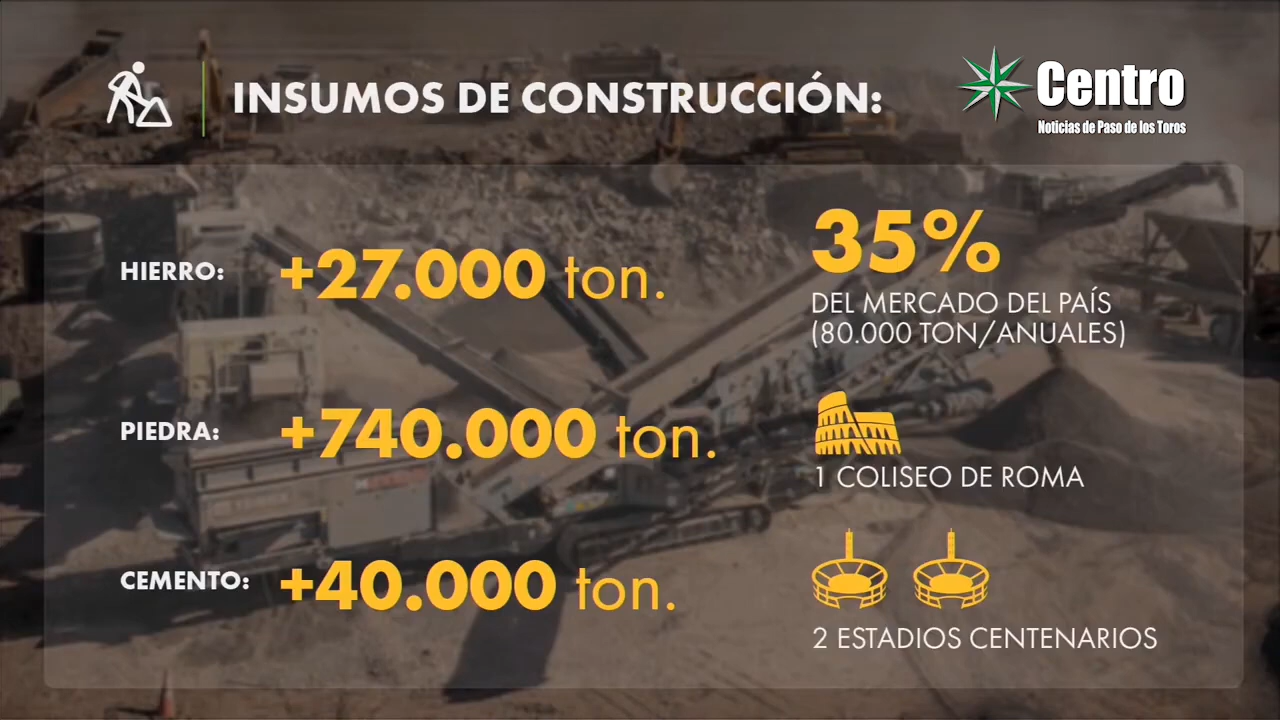 INSUMOS DE CONSTRUCCIÓN:
Centro
Noticias de Paso de los Toros
HIERRO: +27.000 ton.
35%
DEL MERCADO DEL PAÍS
(80.000 TON/ANUALES)
PIEDRA: +740.000 ton.
1 COLISEO DE ROMA
CEMENTO: +40.000 ton.
2 ESTADIOS CENTENARIOS